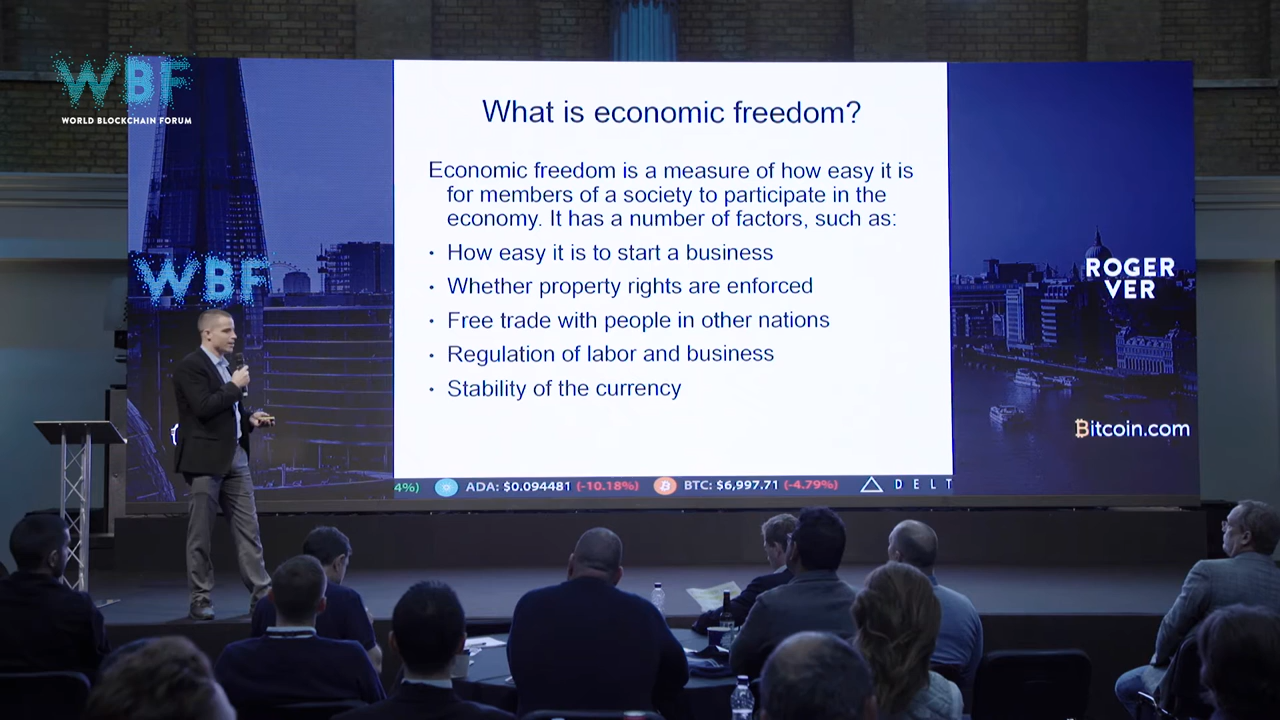 WBF
WORLD BLOCKCHAIN FORUM
What is economic freedom?
Economic freedom is a measure of how easy it is
for members of a society to participate in the
economy. It has a number of factors, such as:
• How easy it is to start a business
• Whether property rights are enforced
• Free trade with people in other nations
• Regulation of labor and business
• Stability of the currency
WBF
ROGER
VER
Bitcoin.com
4%) ADA: $0.094481 (-10.18%) BTC: $6,997.71 (-4.79%) DELT